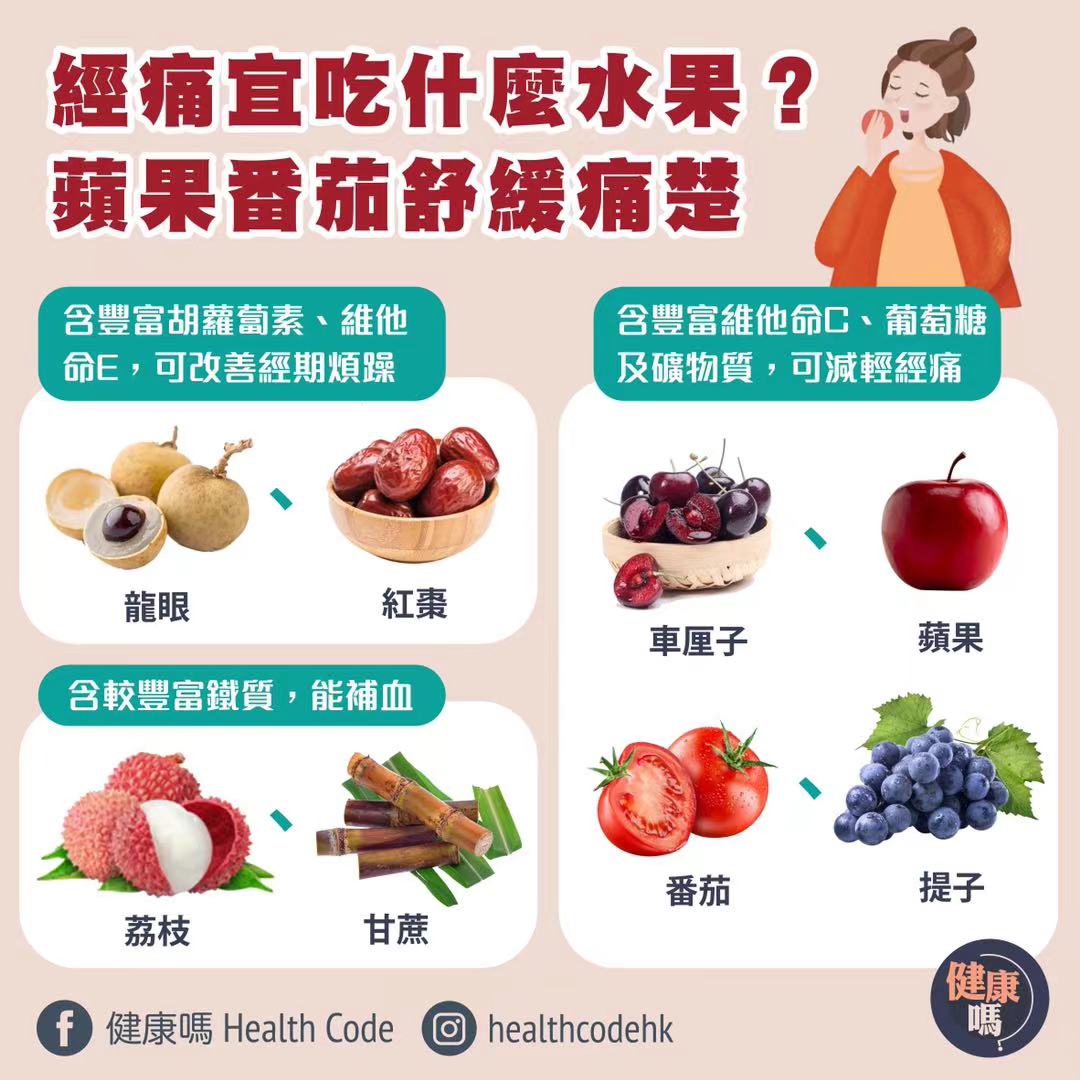 經痛宜吃什麼水果？
蘋果番茄舒緩痛楚
含豐富胡蘿蔔素、維他
命E，可改善經期煩躁
龍眼、紅棗
含較豐富鐵質，能補血
荔枝、甘蔗
含豐富維他命C、葡萄糖
及礦物質，可減輕經痛
車厘子、蘋果
番茄、提子
健康嗎 Health Code
healthcodehk
健康
嗎?